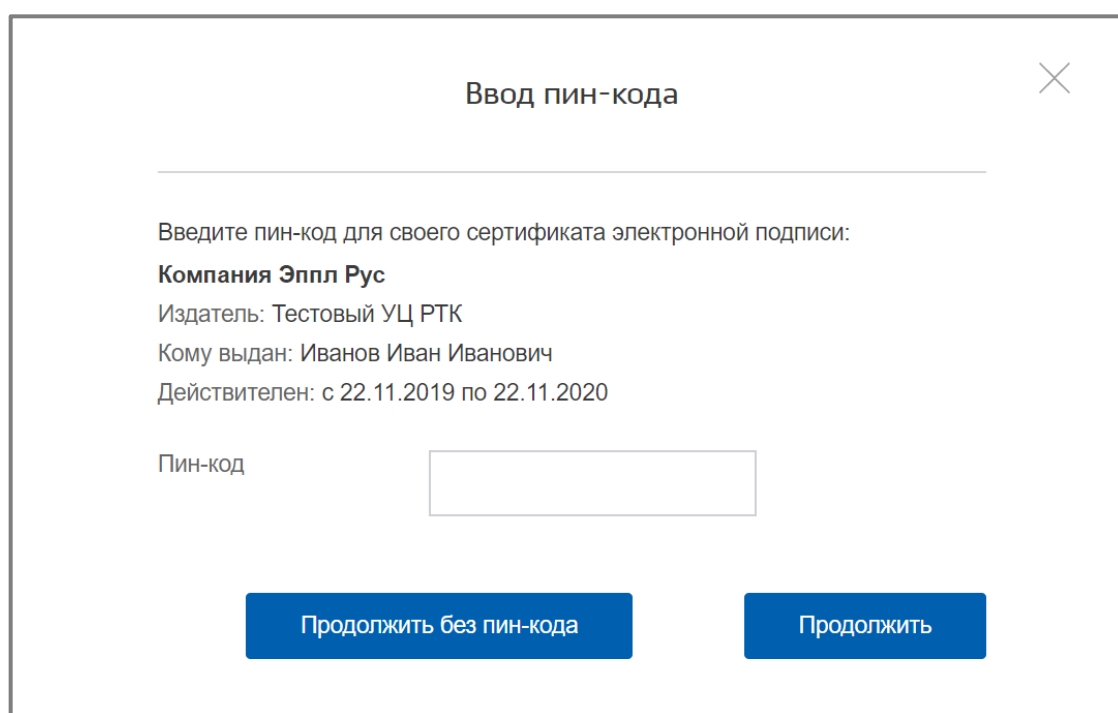 Ввод пин-кода
Введите пин-код для своего сертификата электронной подписи:
Компания Эппл Рус
Издатель: Тестовый УЦ РТК
Кому выдан: Иванов Иван Иванович
Действителен: с 22.11.2019 по 22.11.2020
Пин-код
Продолжить без пин-кода
Продолжить